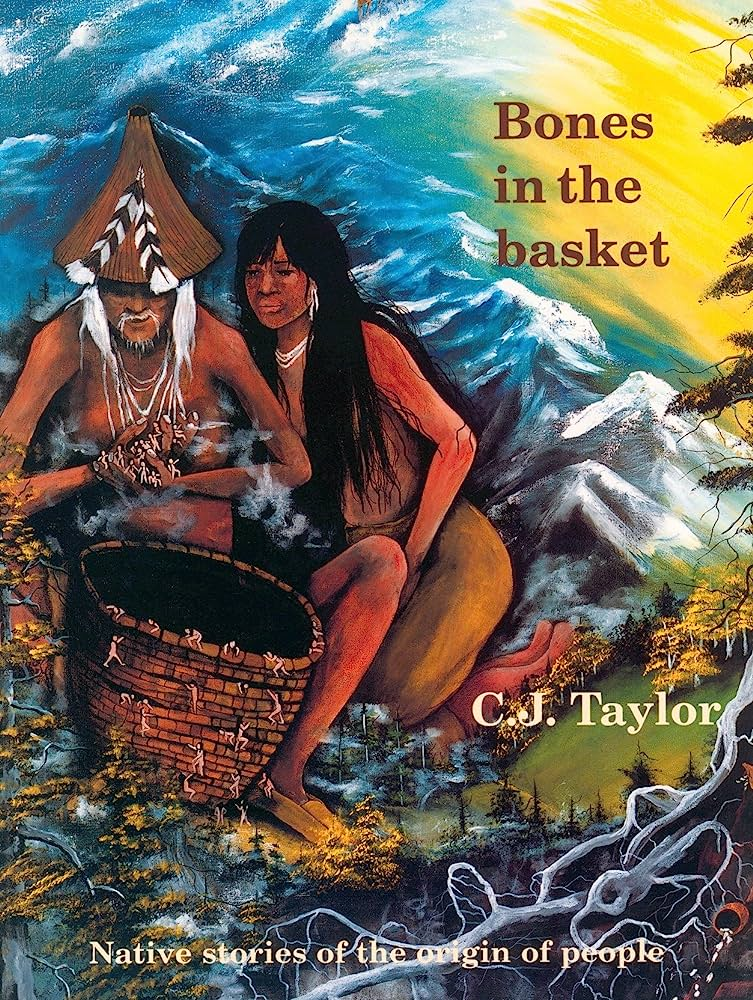 Bones
in the
basket
C.J. Taylor
Native stories of the origin of people